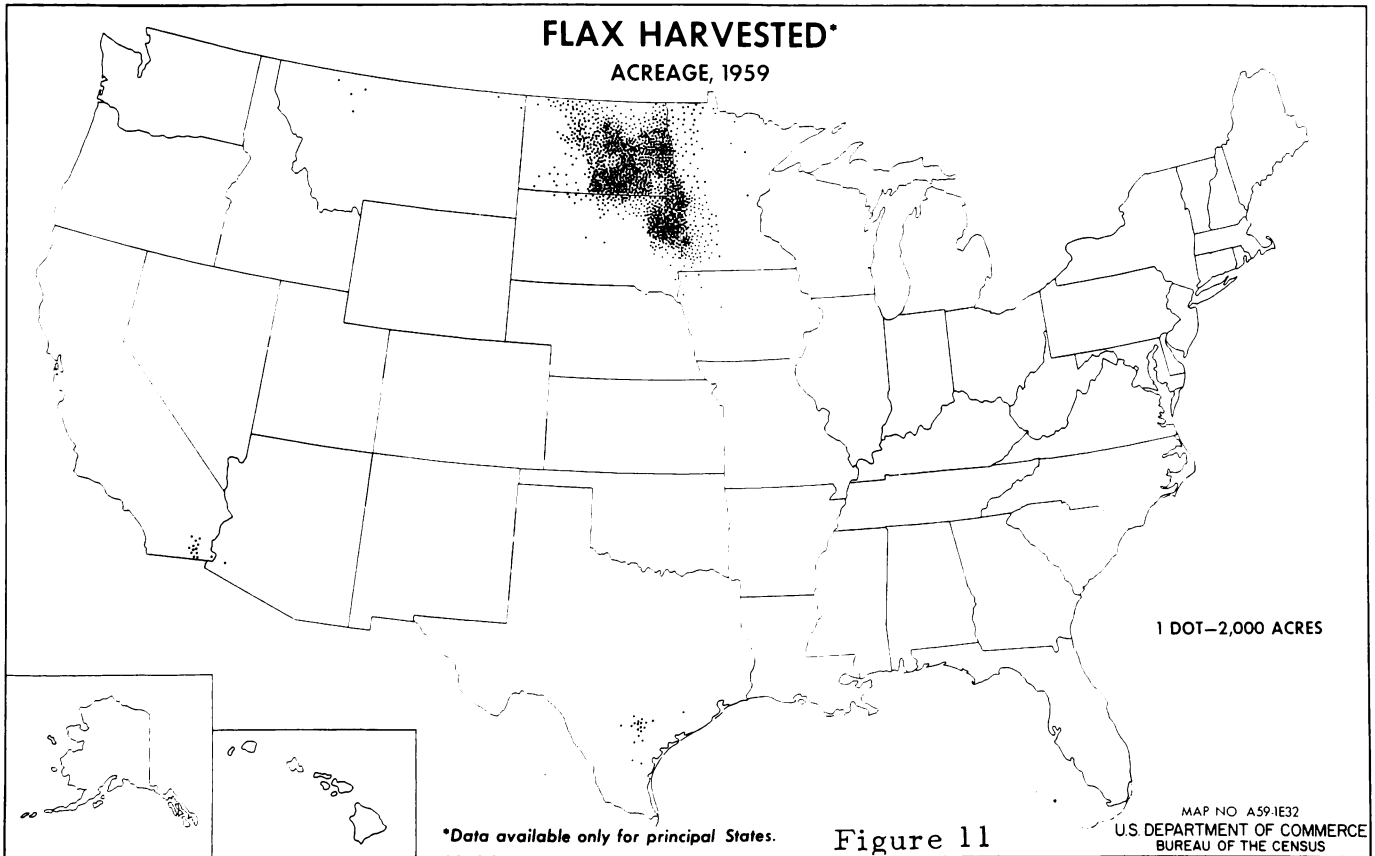 FLAX HARVESTED*
ACREAGE, 1959
1 DOT—2,000 ACRES
*Data available only for principal States.
Figure 11
MAP NO A59-1E32
U.S. DEPARTMENT OF COMMERCE
BUREAU OF THE CENSUS